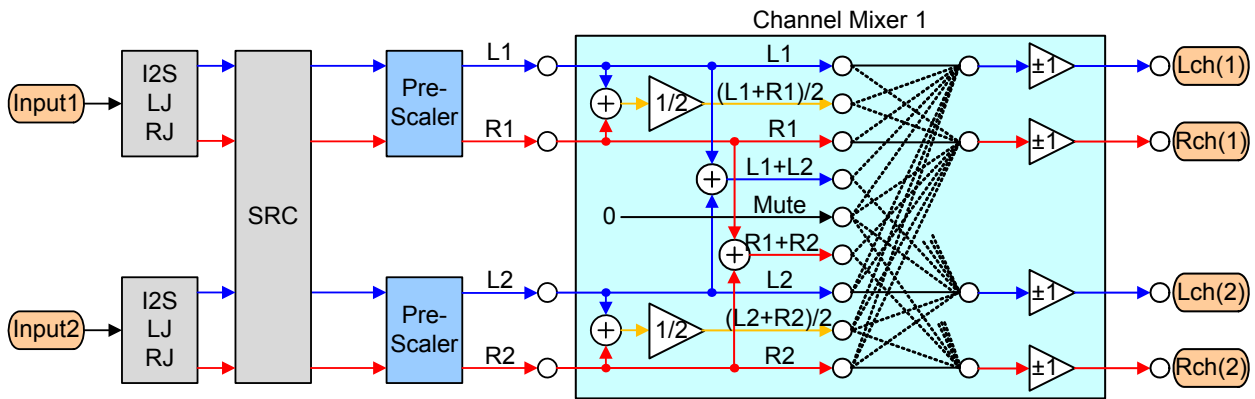 Channel Mixer 1
Input1
I2S
LJ
RJ
SRC
Pre-
Scaler
L1
R1
L1
1/2
(L1+R1)/2
R1
L1+L2
0
Mute
R1+R2
±1
Lch(1)
±1
Rch(1)
Input2
I2S
LJ
RJ
Pre-
Scaler
L2
R2
L2
1/2
(L2+R2)/2
R2
±1
Lch(2)
±1
Rch(2)